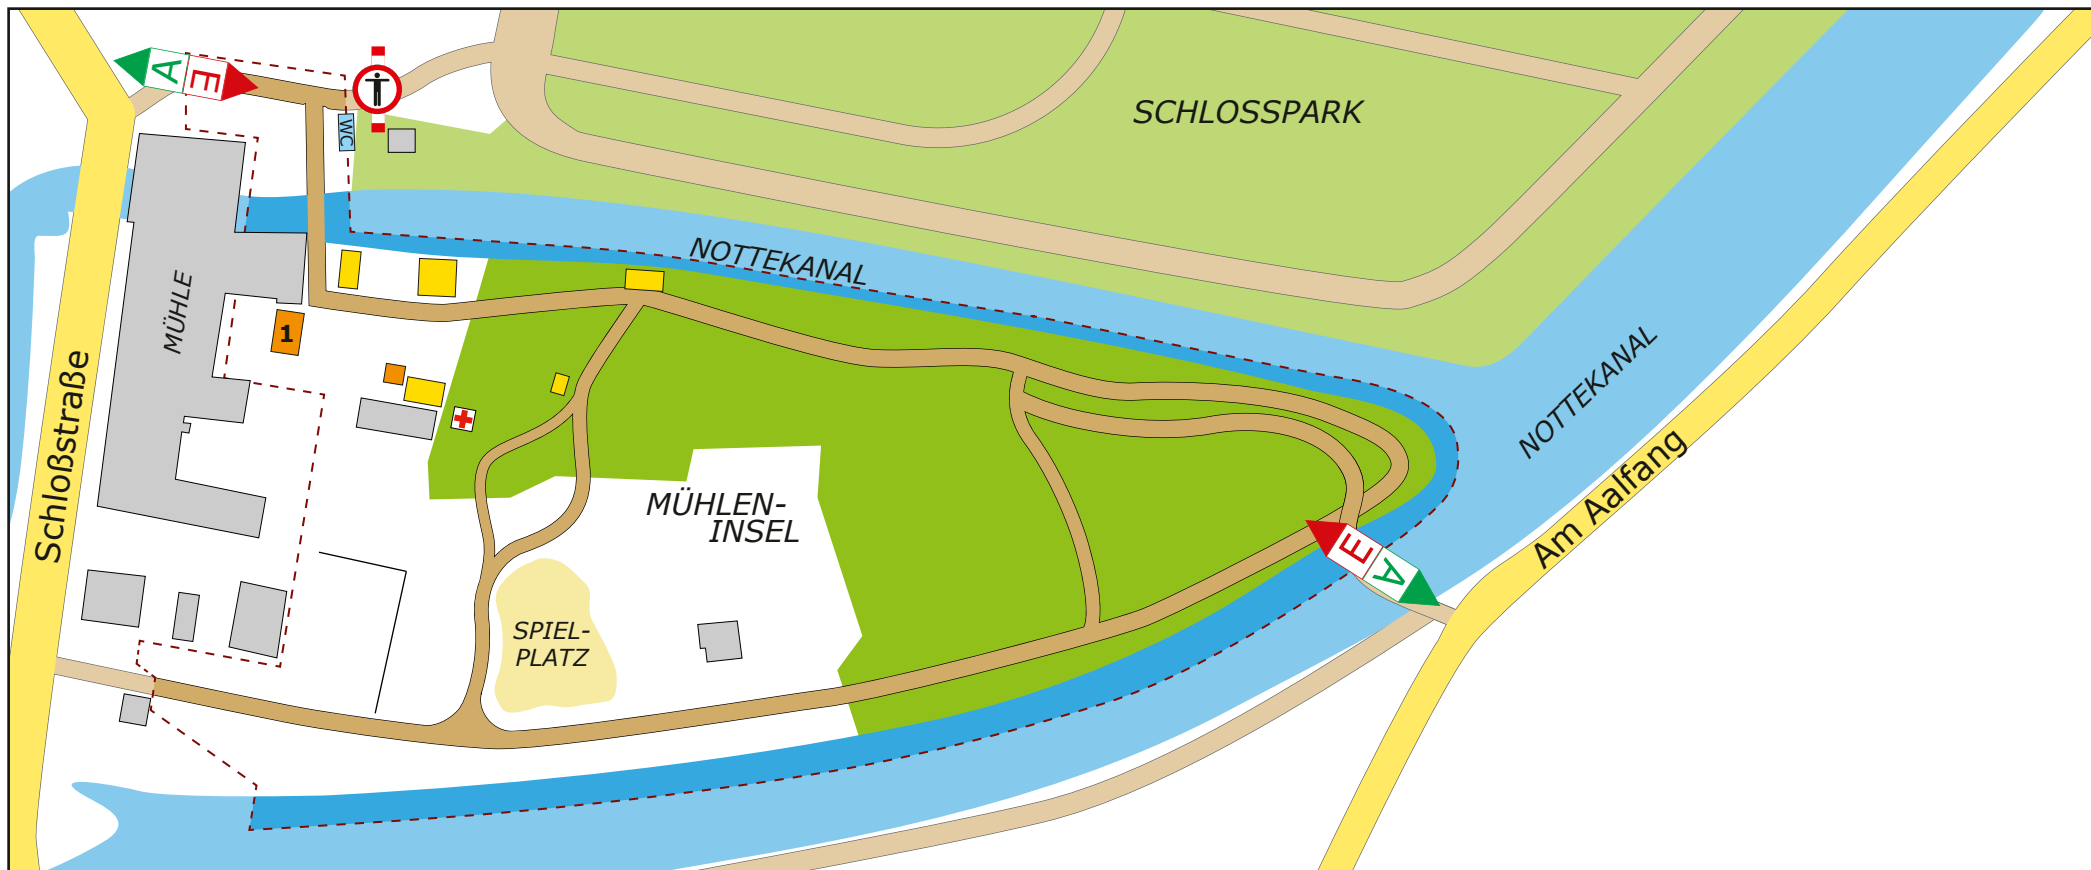 A E
SCHLOSSPARK
WC
NOTTEKANAL
MÜHLE
1
NOTTEKANAL
Schloßstraße
MÜHLEN-
INSEL
Am Aalfang
E A
SPIEL-
PLATZ